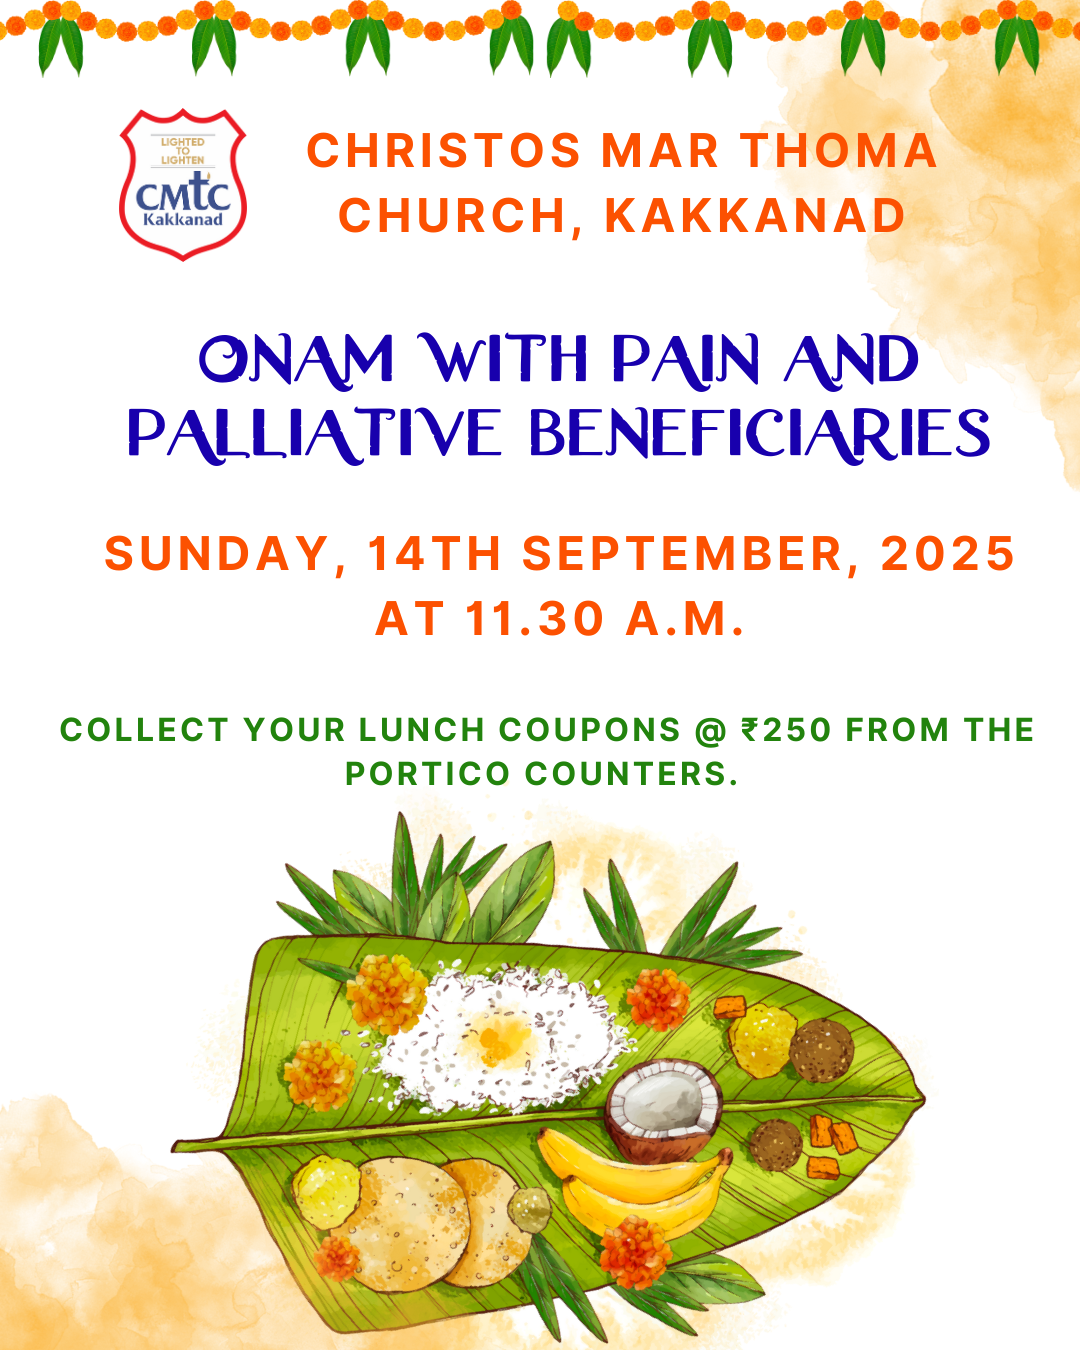 LIGHTED
TO
LIGHTEN
CMTC
Kakkanad
CHRISTOS MAR THOMA
CHURCH, KAKKANAD
ONAM WITH PAIN AND
PALLIATIVE BENEFICIARIES
SUNDAY, 14TH SEPTEMBER, 2025
AT 11.30 A.M.
COLLECT YOUR LUNCH COUPONS @ ₹250 FROM THE
PORTICO COUNTERS.